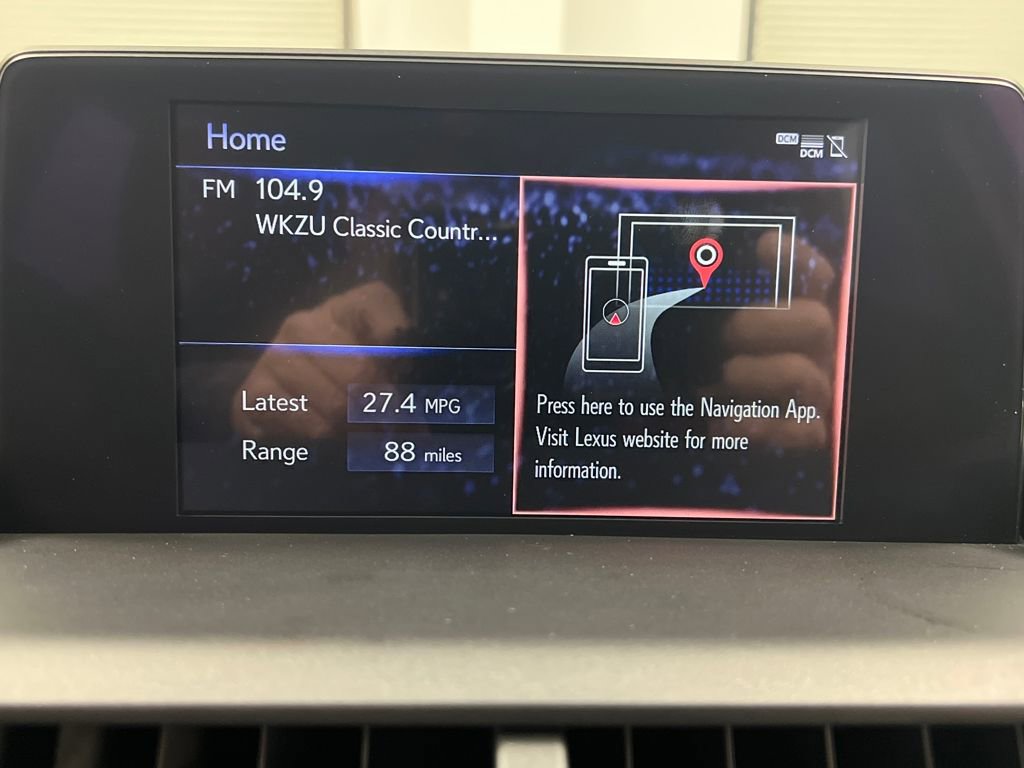 Home
DCM
DCM
FM 104.9
WKZU Classic Countr...
Latest 27.4 MPG
Range 88 miles
Press here to use the Navigation App.
Visit Lexus website for more
information.